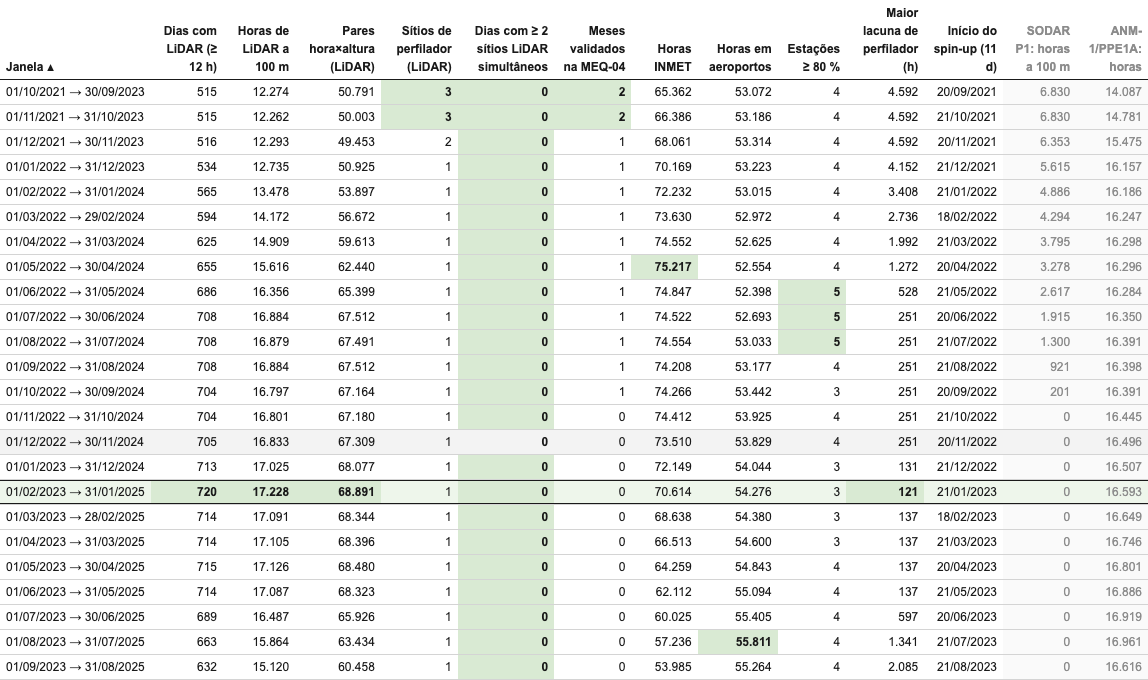 Janela ▲ | Dias com LiDAR (≥ 12 h) | Horas de LiDAR a 100 m | Pares hora×altura (LiDAR) | Sítios de perfilador (LiDAR) | Dias com ≥ 2 sítios LiDAR simultâneos | Meses validados na MEQ-04 | Horas INMET | Horas em aeroportos | Estações ≥ 80 % | Maior lacuna de perfilador (h) | Início do spin-up (11 d) | SODAR P1: horas a 100 m | ANM-1/PPE1A: horas
01/10/2021 → 30/09/2023 515 12.274 50.791 3 0 2 65.362 53.072 4 4.592 20/09/2021 6.830 14.087
01/11/2021 → 31/10/2023 515 12.262 50.003 3 0 2 66.386 53.186 4 4.592 21/10/2021 6.830 14.781
01/12/2021 → 30/11/2023 516 12.293 49.453 2 0 1 68.061 53.314 4 4.592 20/11/2021 6.353 15.475
01/01/2022 → 31/12/2023 534 12.735 50.925 1 0 1 70.169 53.223 4 4.152 21/12/2021 5.615 16.157
01/02/2022 → 31/01/2024 565 13.478 53.897 1 0 1 72.232 53.015 4 3.408 21/01/2022 4.886 16.186
01/03/2022 → 29/02/2024 594 14.172 56.672 1 0 1 73.630 52.972 4 2.736 18/02/2022 4.294 16.247
01/04/2022 → 31/03/2024 625 14.909 59.613 1 0 1 74.552 52.625 4 1.992 21/03/2022 3.795 16.298
01/05/2022 → 30/04/2024 655 15.616 62.440 1 0 1 75.217 52.554 4 1.272 20/04/2022 3.278 16.296
01/06/2022 → 31/05/2024 686 16.356 65.399 1 0 1 74.847 52.398 5 528 21/05/2022 2.617 16.284
01/07/2022 → 30/06/2024 708 16.884 67.512 1 0 1 74.522 52.693 5 251 20/06/2022 1.915 16.350
01/08/2022 → 31/07/2024 708 16.879 67.491 1 0 1 74.554 53.033 5 251 21/07/2022 1.300 16.391
01/09/2022 → 31/08/2024 708 16.884 67.512 1 0 1 74.208 53.177 4 251 21/08/2022 921 16.398
01/10/2022 → 30/09/2024 704 16.797 67.164 1 0 1 74.266 53.442 3 251 20/09/2022 201 16.391
01/11/2022 → 31/10/2024 704 16.801 67.180 1 0 0 74.412 53.925 4 251 21/10/2022 0 16.445
01/12/2022 → 30/11/2024 705 16.833 67.309 1 0 0 73.510 53.829 4 251 20/11/2022 0 16.496
01/01/2023 → 31/12/2024 713 17.025 68.077 1 0 0 72.149 54.044 3 131 21/12/2022 0 16.507
01/02/2023 → 31/01/2025 720 17.228 68.891 1 0 0 70.614 54.276 3 121 21/01/2023 0 16.593
01/03/2023 → 28/02/2025 714 17.091 68.344 1 0 0 68.638 54.380 3 137 18/02/2023 0 16.649
01/04/2023 → 31/03/2025 714 17.105 68.396 1 0 0 66.513 54.600 3 137 21/03/2023 0 16.746
01/05/2023 → 30/04/2025 715 17.126 68.480 1 0 0 64.259 54.843 4 137 20/04/2023 0 16.801
01/06/2023 → 31/05/2025 714 17.087 68.323 1 0 0 62.112 55.094 4 137 21/05/2023 0 16.886
01/07/2023 → 30/06/2025 689 16.487 65.926 1 0 0 60.025 55.405 4 597 20/06/2023 0 16.919
01/08/2023 → 31/07/2025 663 15.864 63.434 1 0 0 57.236 55.811 4 1.341 21/07/2023 0 16.961
01/09/2023 → 31/08/2025 632 15.120 60.458 1 0 0 53.985 55.264 4 2.085 21/08/2023 0 16.616